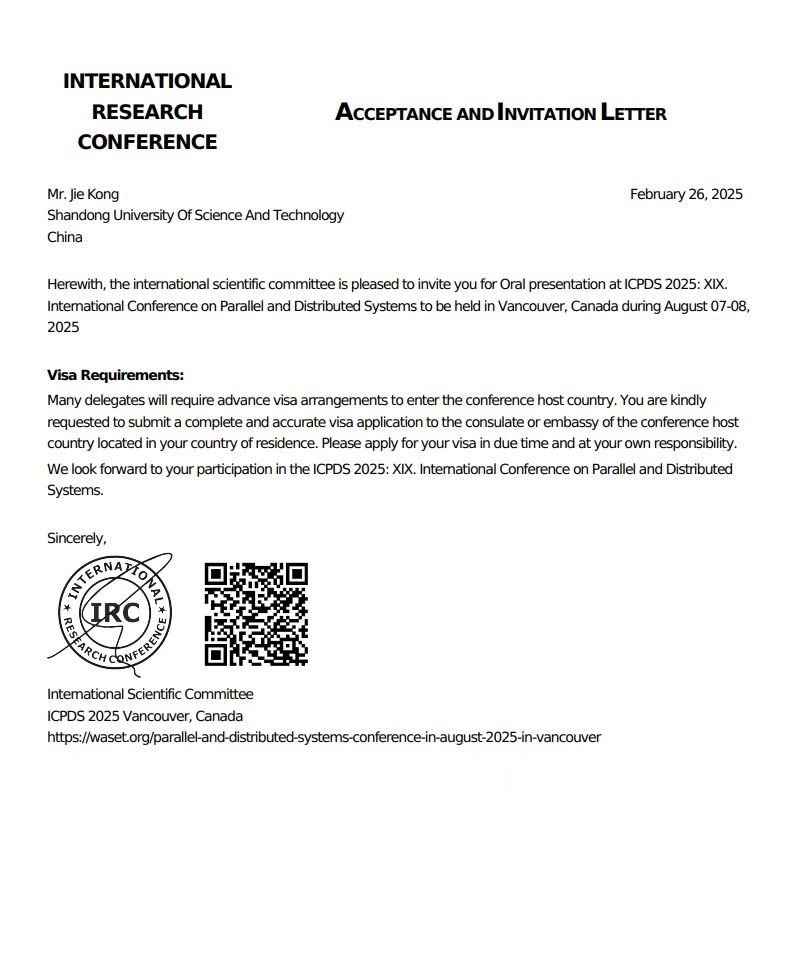 INTERNATIONAL
RESEARCH
CONFERENCE
ACCEPTANCE AND INVITATION LETTER
Mr. Jie Kong
February 26, 2025
Shandong University Of Science And Technology
China
Herewith, the international scientific committee is pleased to invite you for Oral presentation at ICPDS 2025: XIX.
International Conference on Parallel and Distributed Systems to be held in Vancouver, Canada during August 07-08,
2025
Visa Requirements:
Many delegates will require advance visa arrangements to enter the conference host country. You are kindly
requested to submit a complete and accurate visa application to the consulate or embassy of the conference host
country located in your country of residence. Please apply for your visa in due time and at your own responsibility.
We look forward to your participation in the ICPDS 2025: XIX. International Conference on Parallel and Distributed
Systems.
Sincerely,
INTERNATIONAL
IRC
RESEARCH CONFERENCE
International Scientific Committee
ICPDS 2025 Vancouver, Canada
https://waset.org/parallel-and-distributed-systems-conference-in-august-2025-in-vancouver